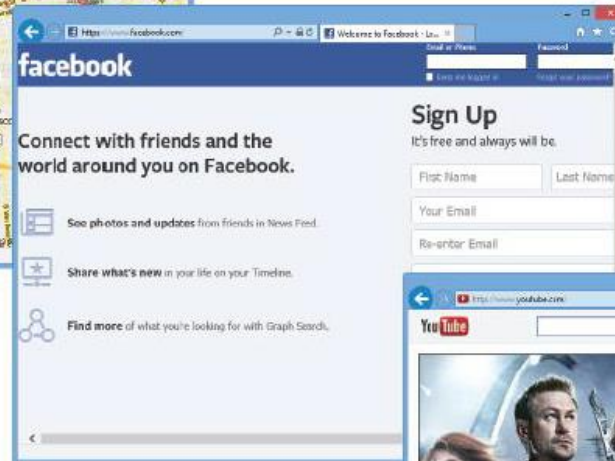 https://www.facebook.com/
Welcome to Facebook - Lo...
facebook
Email or Phone
Password
Keep me logged in
Forgot your password?
Connect with friends and the
world around you on Facebook.
See photos and updates from friends in News Feed.
Share what's new in your life on your Timeline.
Find more of what you're looking for with Graph Search.
Sign Up
It's free and always will be.
First Name
Last Name
Your Email
Re-enter Email
http://www.youtube.com/
YouTube